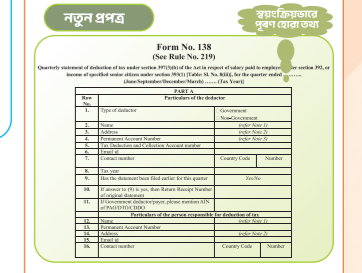 নতুন প্রপত্র
স্বয়ংক্রিয়ভাবে
পূৰণ হোৱা তথ্য
Form No. 138
(See Rule No. 219)
Quarterly statement of deduction of tax under section 397(3)(b) of the Act in respect of salary paid to employee under section 392, or
income of specified senior citizen under section 393(1) [Table: Sl. No. 8(iii)], for the quarter ended ..........
(June/September/December/March) ....... (Tax Year)]
PART A
Row No. Particulars of the deductor
1. Type of deductor Government
Non-Government
2. Name (refer Note 1)
3. Address (refer Note 2)
4. Permanent Account Number (refer Note 3)
5. Tax Deduction and Collection Account number
6. Email id
7. Contact number Country Code Number
8. Tax year
9. Has the statement been filed earlier for this quarter Yes/No
10. If answer to (9) is yes, then Return Receipt Number
of original statement
11. If Government deductor/payer, please mention AIN
of PAO/DTO/CDDO
Particulars of the person responsible for deduction of tax
12. Name (refer Note 1)
13. Permanent Account Number
14. Address (refer Note 2)
15. Email id
16. Contact number Country Code Number